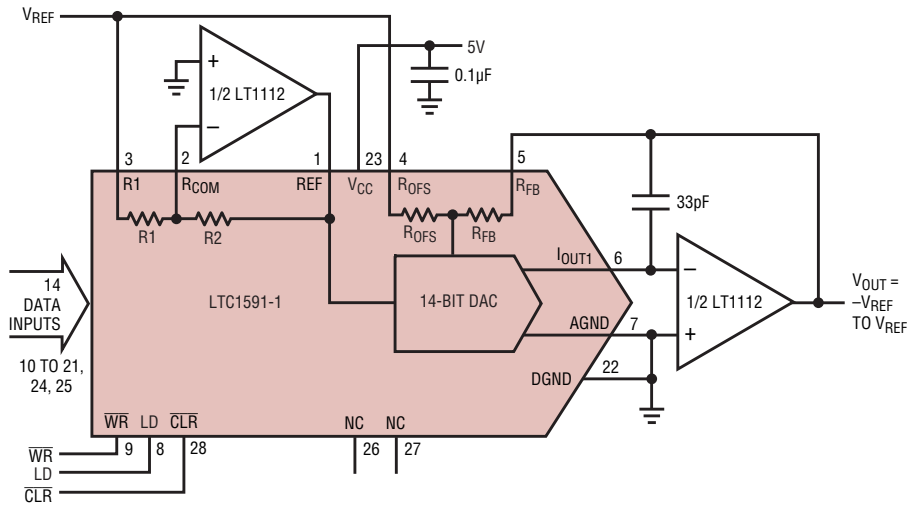 VREF
5V
+
0.1µF
1/2 LT1112
–
3
2
1
23
4
5
R1
RCOM
REF
VCC
ROFS
RFB
33pF
R1
R2
ROFS
RFB
14
DATA
INPUTS
LTC1591-1
14-BIT DAC
IOUT1
6
–
1/2 LT1112
+
VOUT =
–VREF
TO VREF
AGND
7
10 TO 21,
24, 25
DGND
22
WR
LD
CLR
NC
NC
9
8
28
26
27
WR
LD
CLR